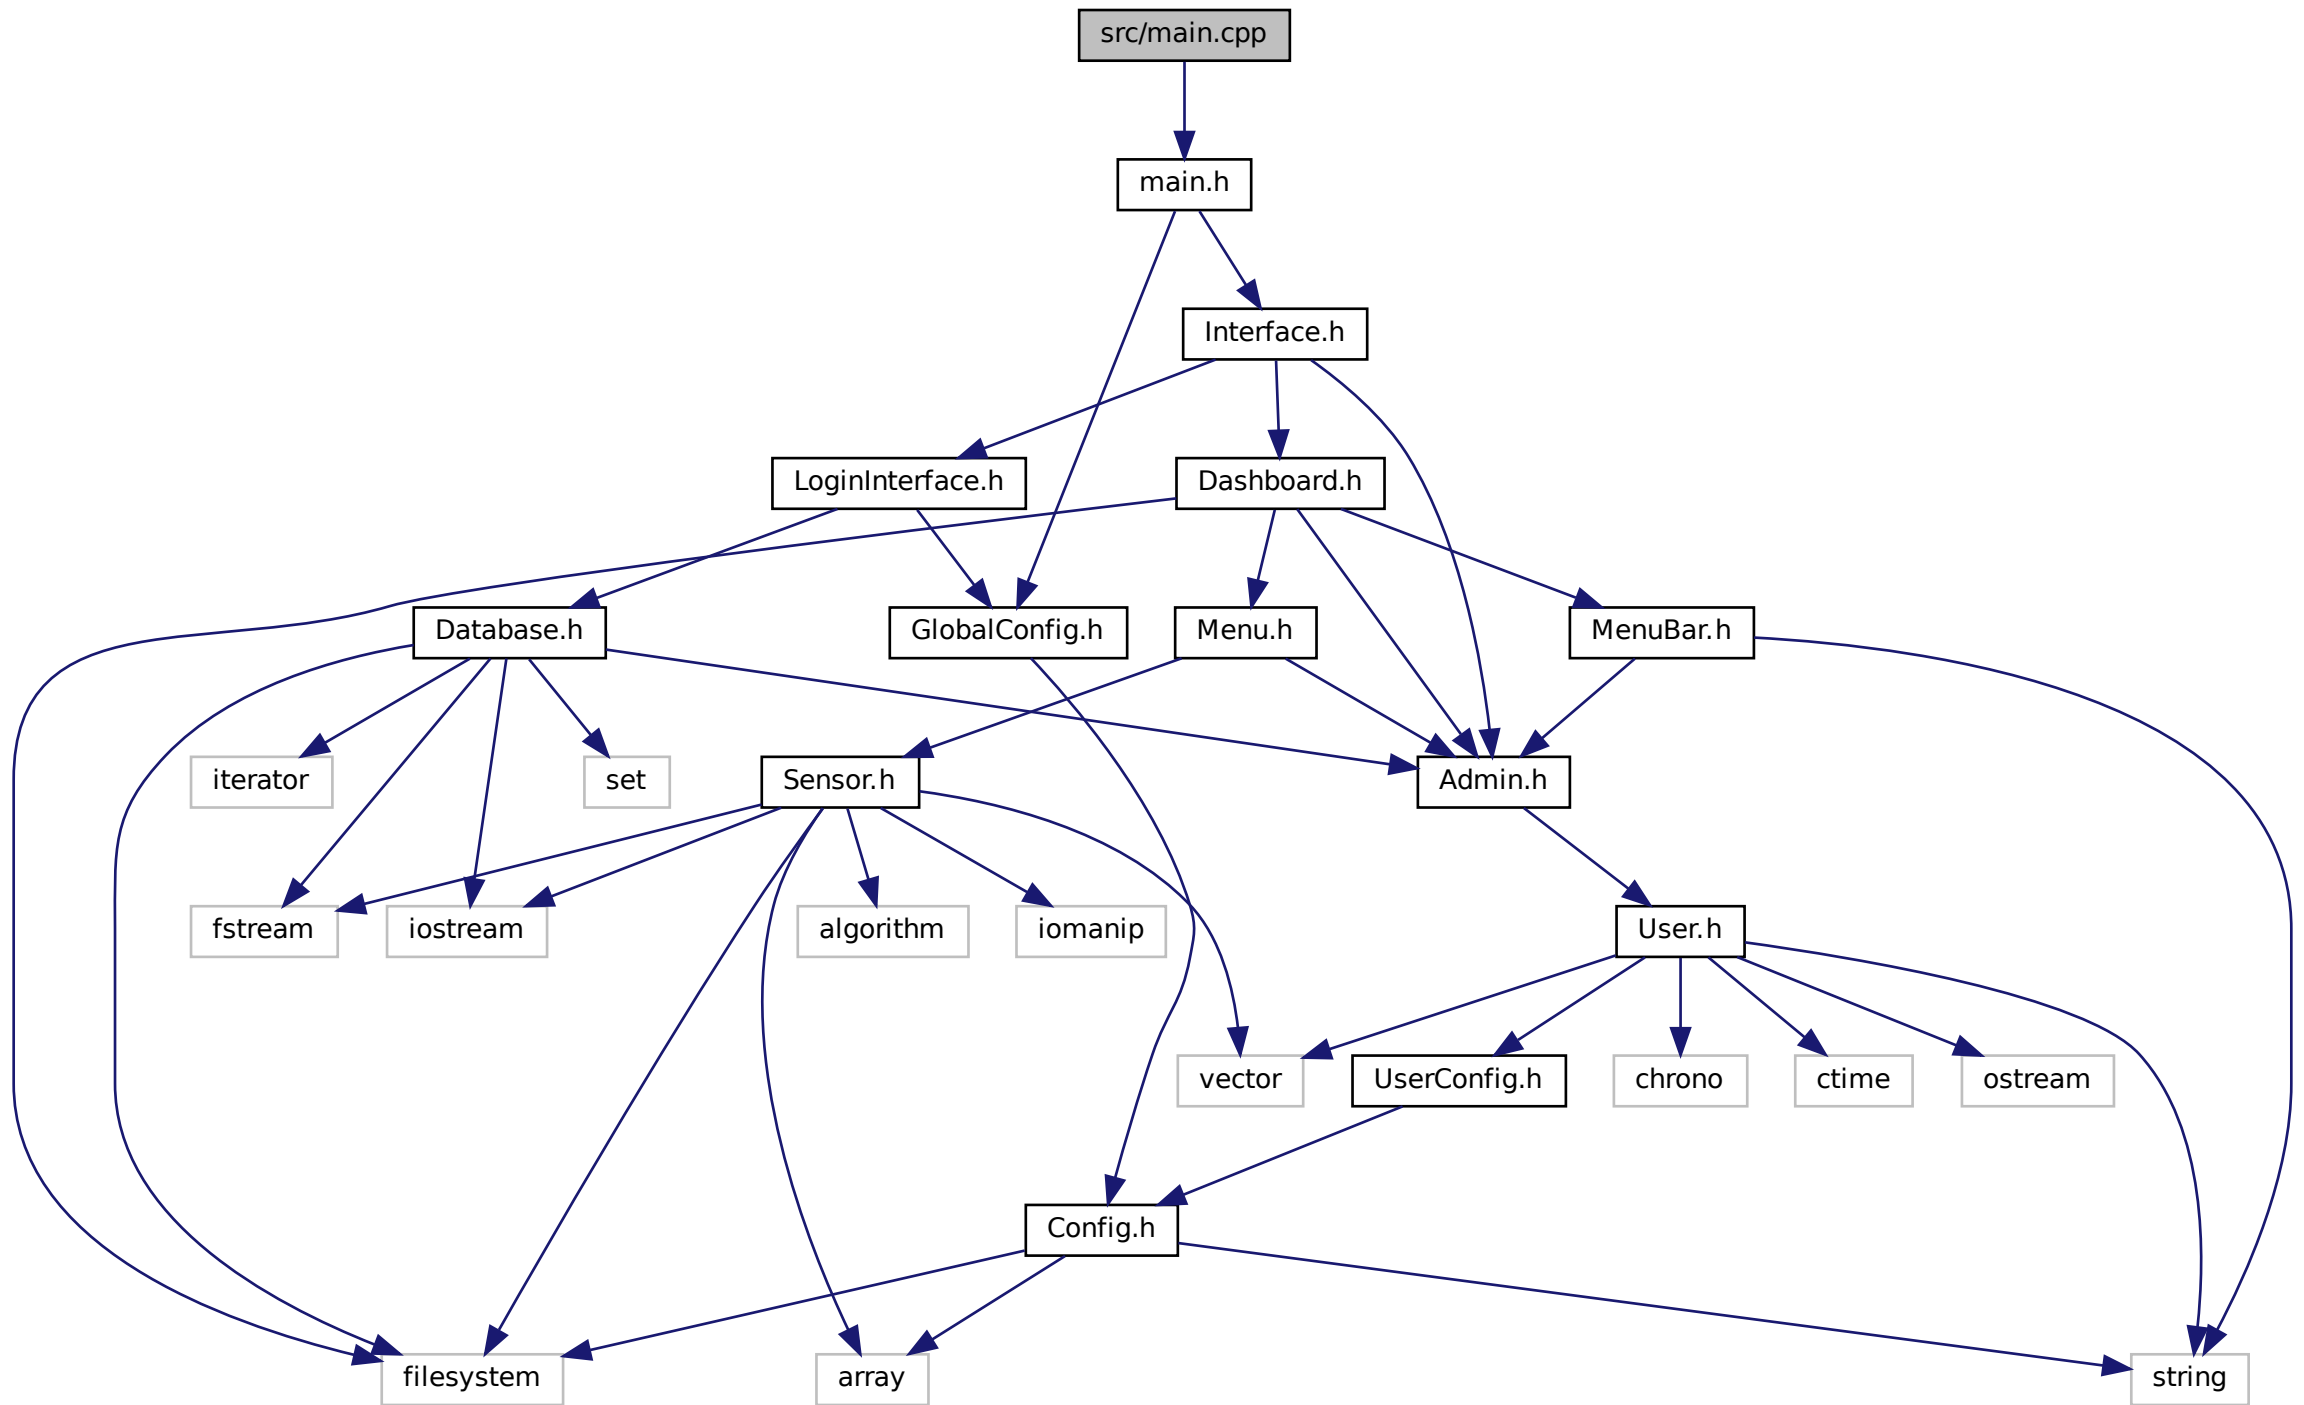 src/main.cpp
main.h
Interface.h
LoginInterface.h
Dashboard.h
Database.h
GlobalConfig.h
Menu.h
MenuBar.h
iterator
set
Sensor.h
Admin.h
fstream
iostream
algorithm
iomanip
User.h
vector
UserConfig.h
chrono
ctime
ostream
Config.h
filesystem
array
string